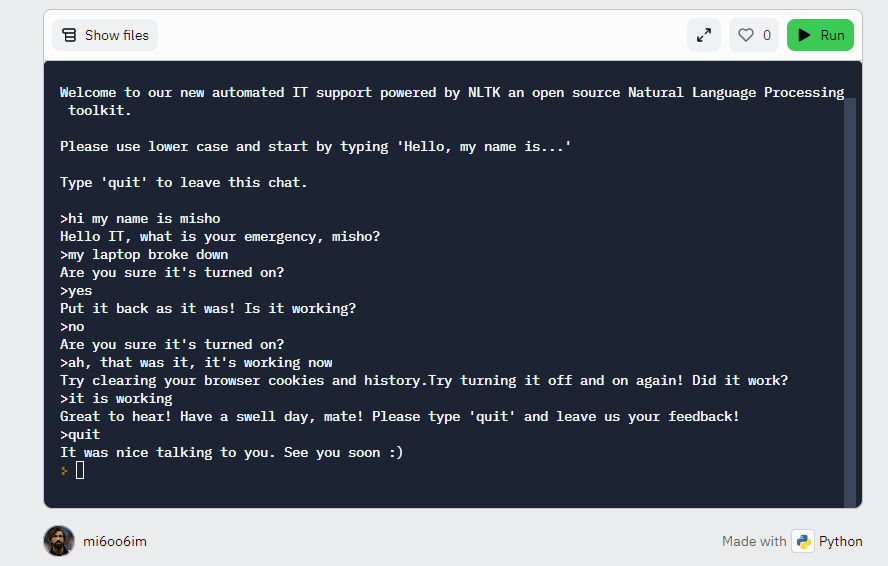 Show files
0
Run
Welcome to our new automated IT support powered by NLTK an open source Natural Language Processing
toolkit.
Please use lower case and start by typing 'Hello, my name is...'
Type 'quit' to leave this chat.
>hi my name is misho
Hello IT, what is your emergency, misho?
>my laptop broke down
Are you sure it's turned on?
>yes
Put it back as it was! Is it working?
>no
Are you sure it's turned on?
>ah, that was it, it's working now
Try clearing your browser cookies and history.Try turning it off and on again! Did it work?
>it is working
Great to hear! Have a swell day, mate! Please type 'quit' and leave us your feedback!
>quit
It was nice talking to you. See you soon :)
>
mi6oo6im
Made with Python